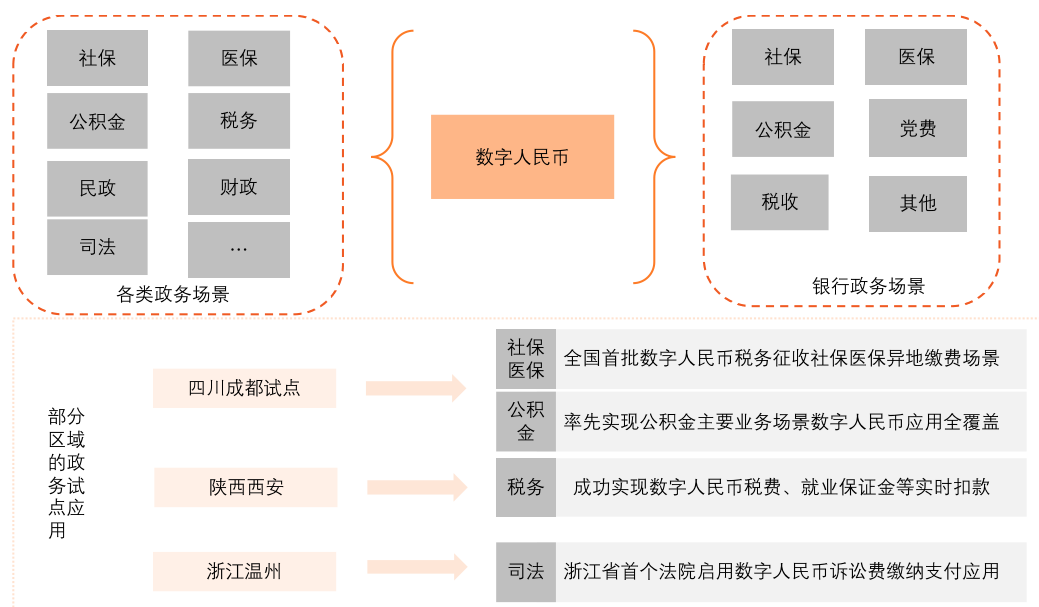 社保
医保
公积金
税务
民政
财政
司法
...
各类政务场景
数字人民币
社保
医保
公积金
党费
税收
其他
银行政务场景
部分
区域
的政
务试
点应
用
四川成都试点
社保
医保
全国首批数字人民币税务征收社保医保异地缴费场景
公积
金
率先实现公积金主要业务场景数字人民币应用全覆盖
陕西西安
税务
成功实现数字人民币税费、就业保证金等实时扣款
浙江温州
司法
浙江省首个法院启用数字人民币诉讼费缴纳支付应用